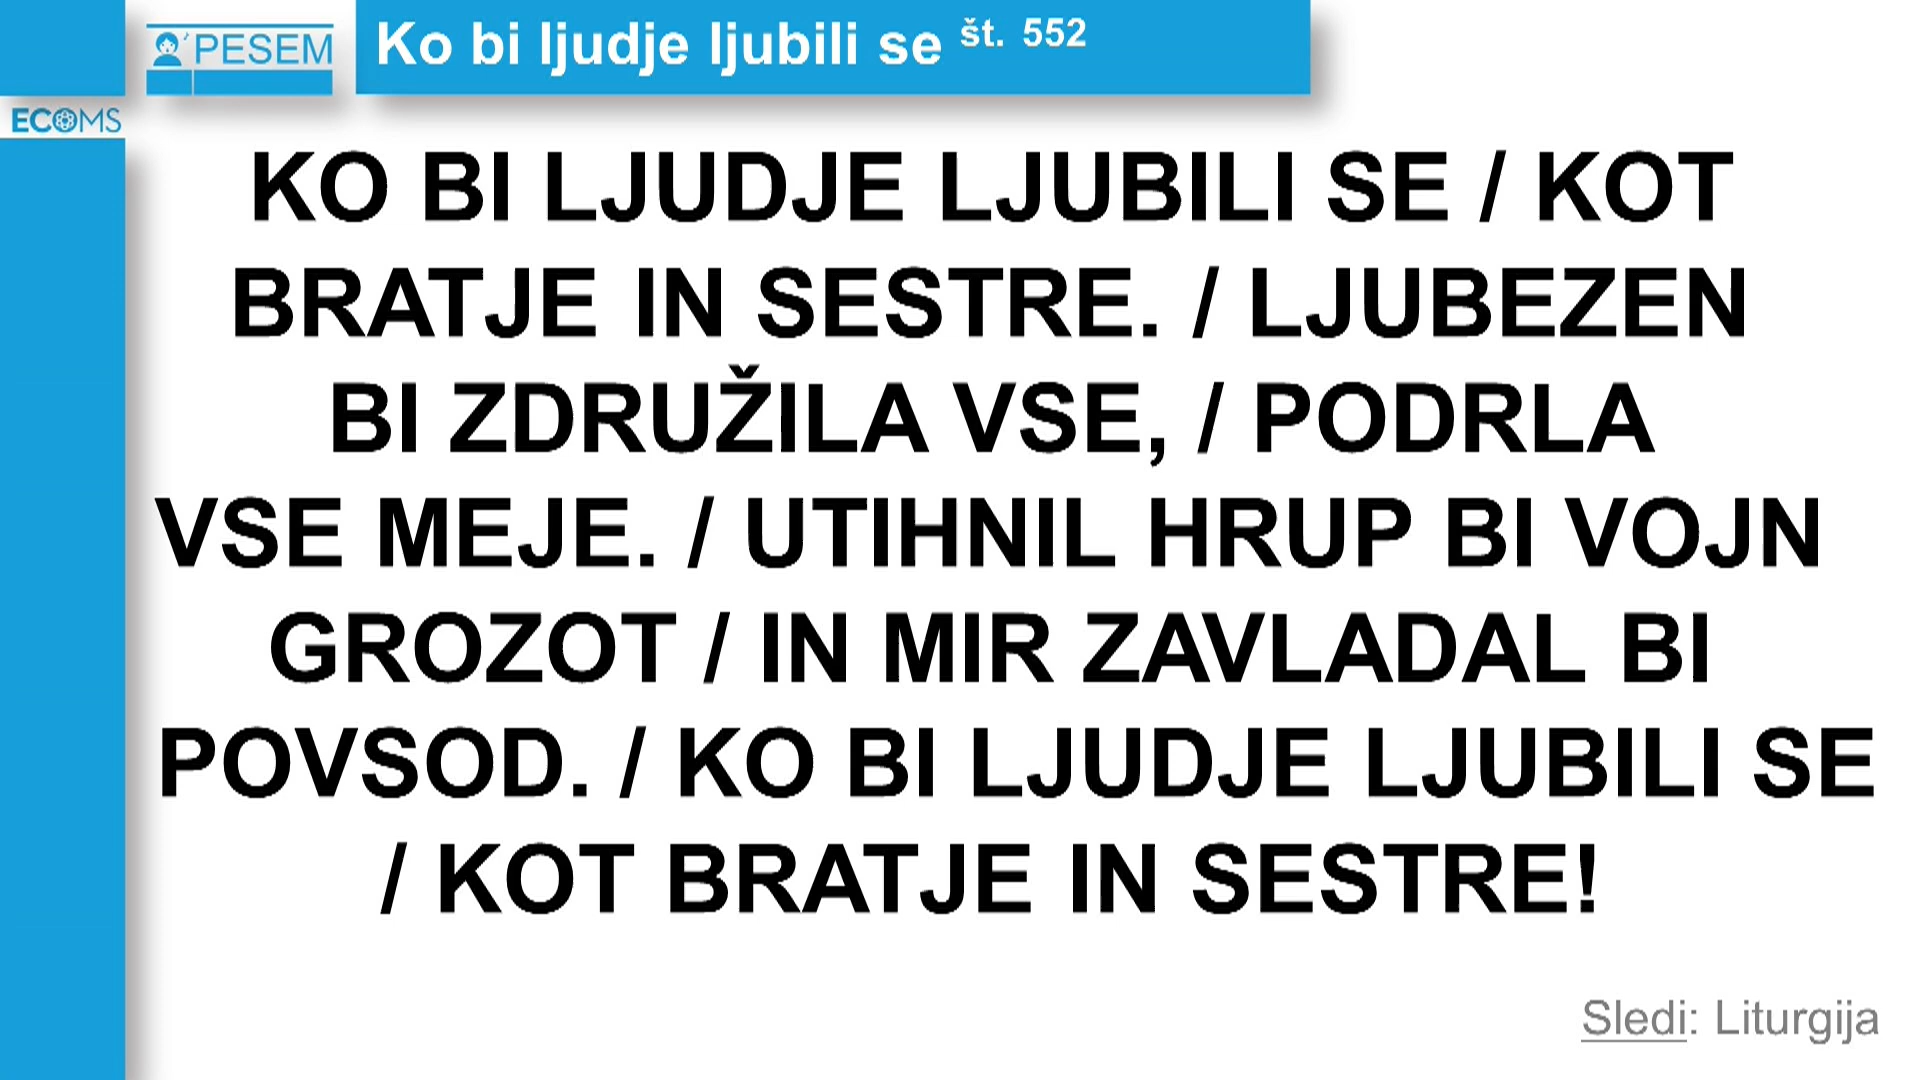 PESEM
Ko bi ljudje ljubili se št. 552
ECOMS
KO BI LJUDJE LJUBILI SE / KOT
BRATJE IN SESTRE. / LJUBEZEN
BI ZDRUŽILA VSE, / PODRLA
VSE MEJE. / UTIHNIL HRUP BI VOJN
GROZOT / IN MIR ZAVLADAL BI
POVSOD. / KO BI LJUDJE LJUBILI SE
/ KOT BRATJE IN SESTRE!
Sledi: Liturgija